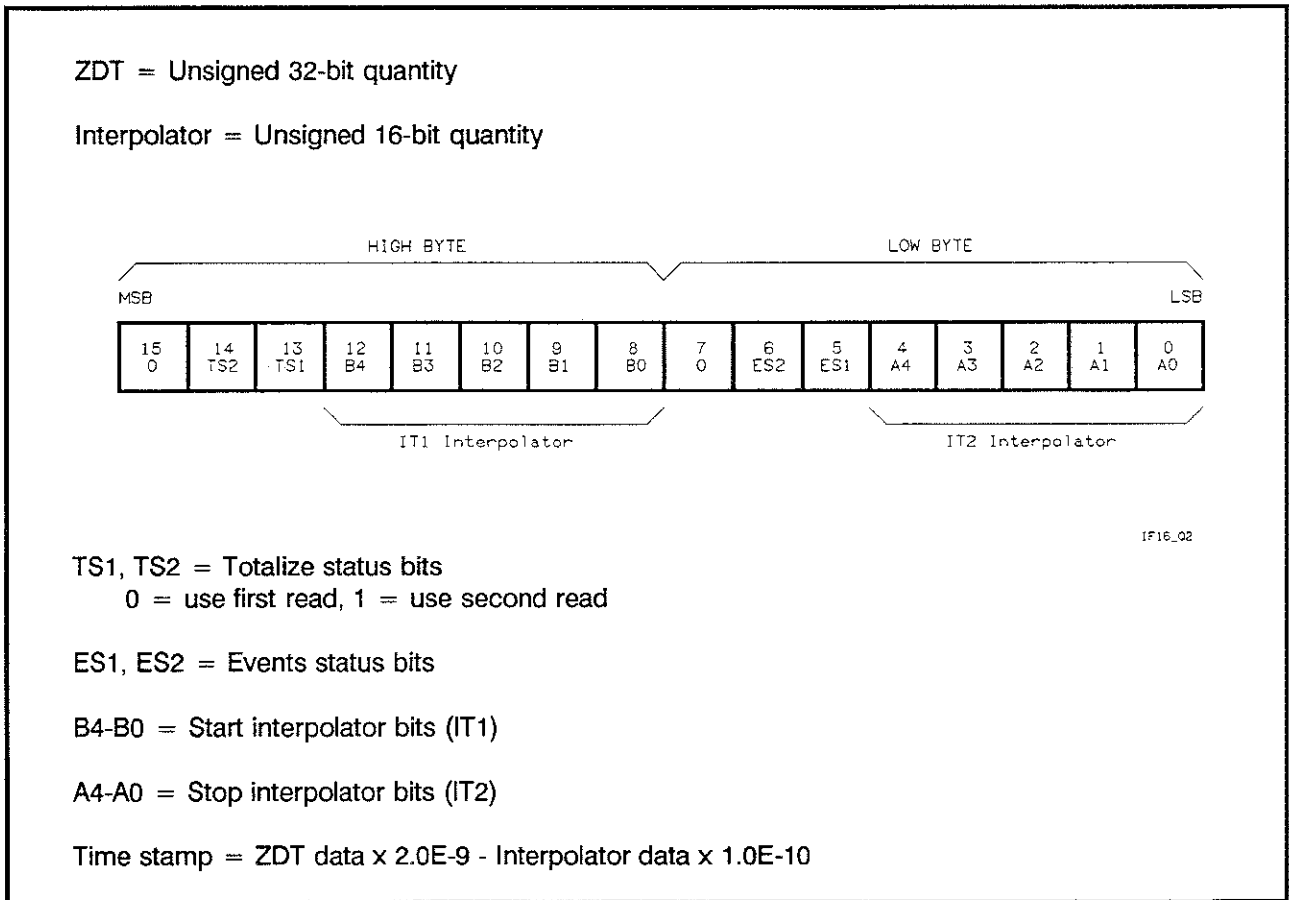 ZDT = Unsigned 32-bit quantity
Interpolator = Unsigned 16-bit quantity
HIGH BYTE LOW BYTE
MSB LSB
15 14 13 12 11 10 9 8 7 6 5 4 3 2 1 0
0 TS2 TS1 B4 B3 B2 B1 B0 0 ES2 ES1 A4 A3 A2 A1 A0
IT1 Interpolator IT2 Interpolator
IF16_02
TS1, TS2 = Totalize status bits
0 = use first read, 1 = use second read
ES1, ES2 = Events status bits
B4-B0 = Start interpolator bits (IT1)
A4-A0 = Stop interpolator bits (IT2)
Time stamp = ZDT data x 2.0E-9 - Interpolator data x 1.0E-10